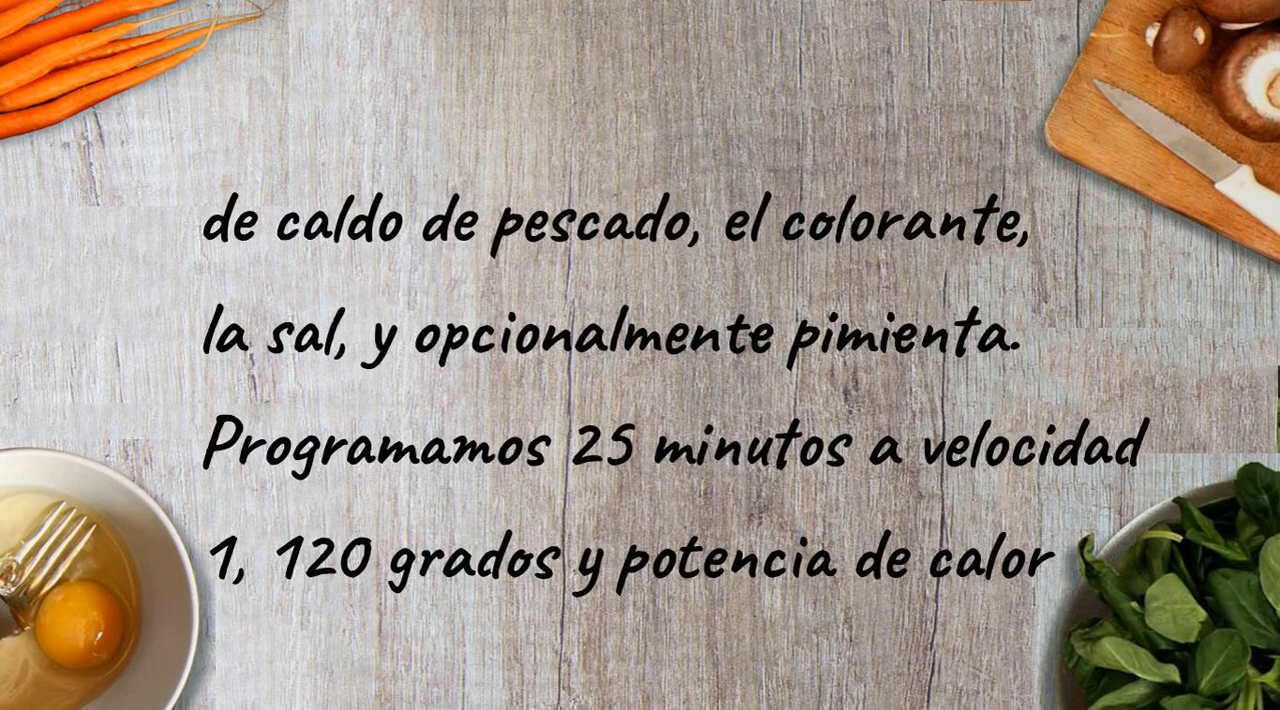 de caldo de pescado, el colorante,
la sal, y opcionalmente pimienta.
Programamos 25 minutos a velocidad
1, 120 grados y potencia de calor